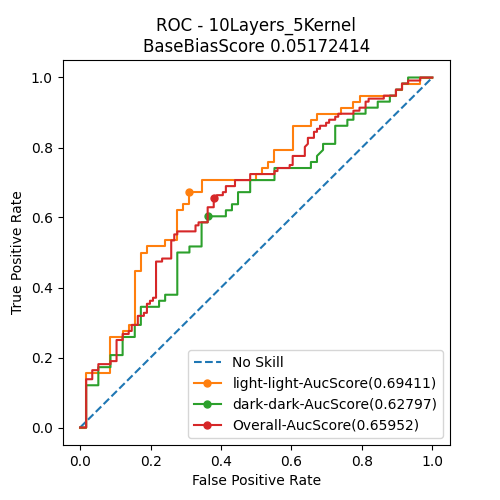 ROC - 10Layers_5Kernel
BaseBiasScore 0.05172414
True Positive Rate
1.0
0.8
0.6
0.4
0.2
0.0
No Skill
light-light-AucScore(0.69411)
dark-dark-AucScore(0.62797)
Overall-AucScore(0.65952)
0.0 0.2 0.4 0.6 0.8 1.0
False Positive Rate